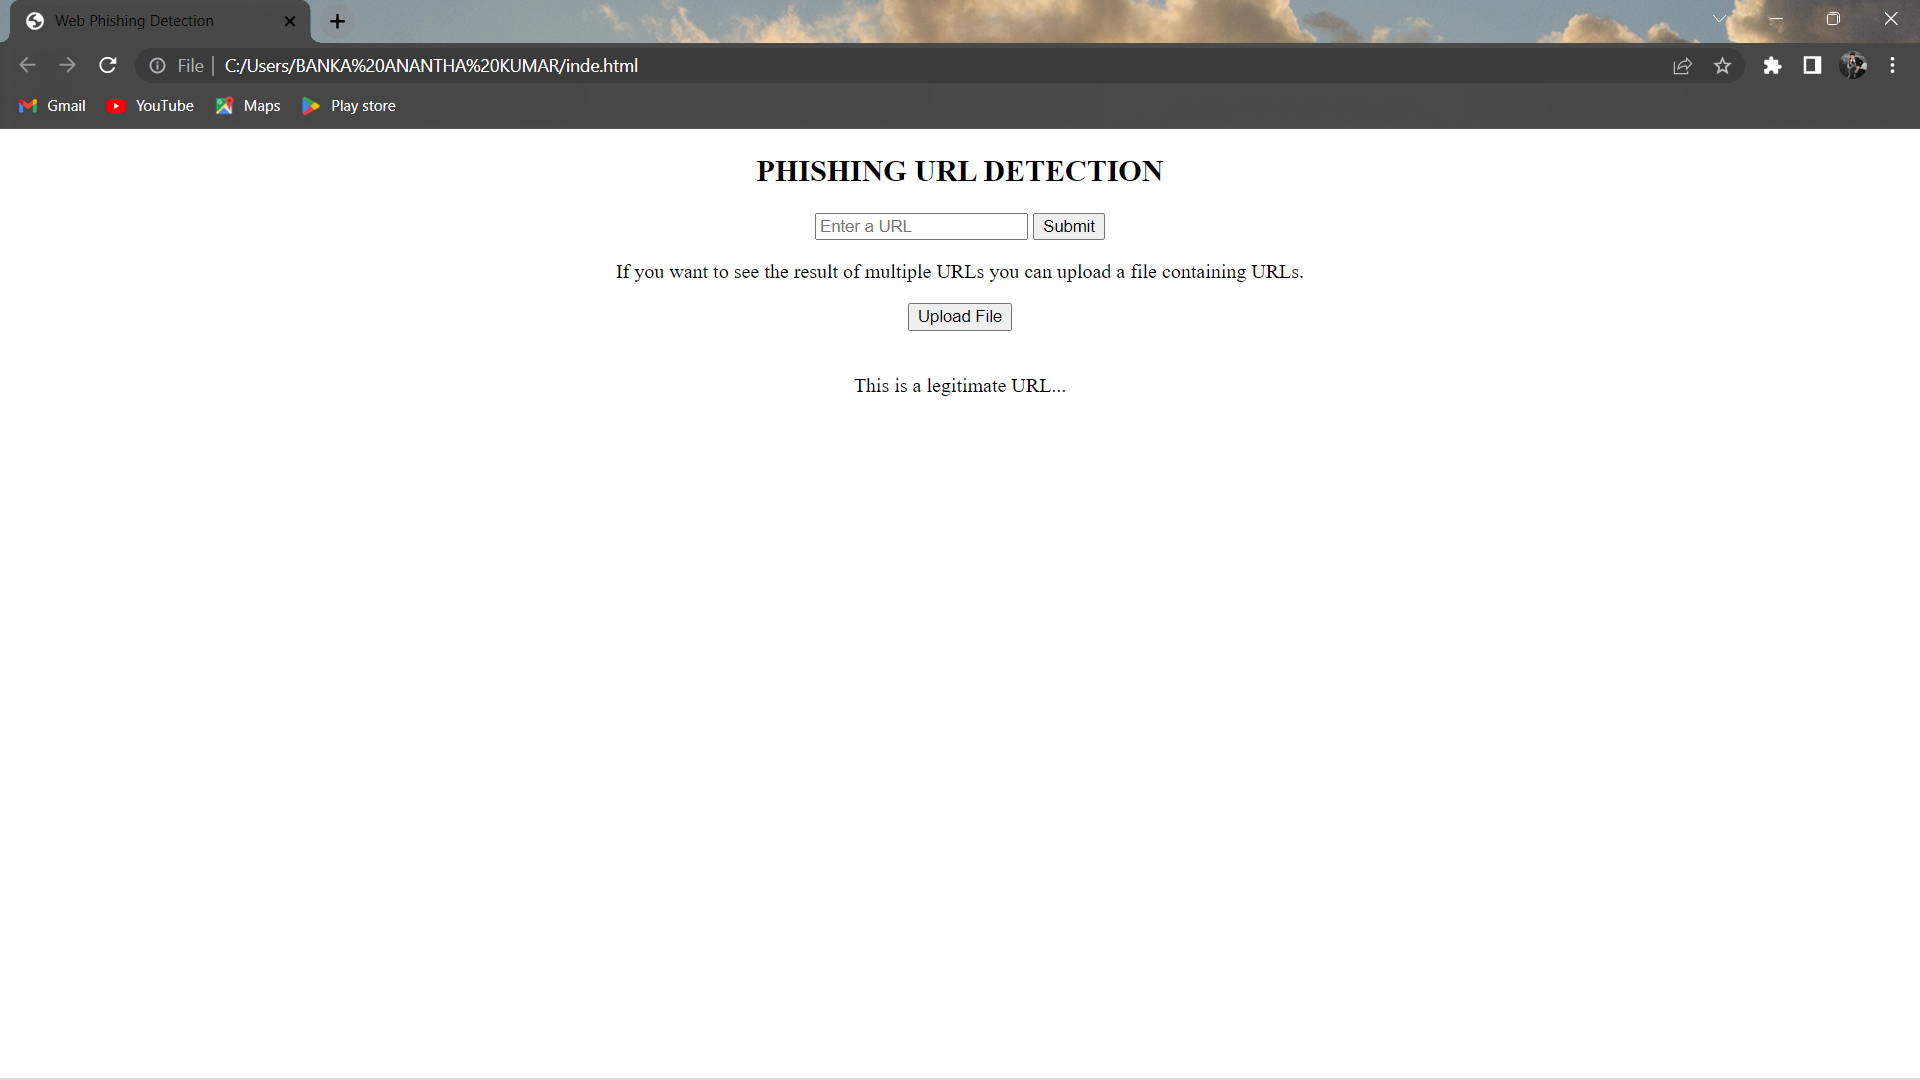 Web Phishing Detection
File | C:/Users/BANKA%20ANANTHA%20KUMAR/inde.html
Gmail YouTube Maps Play store
PHISHING URL DETECTION
Enter a URL Submit
If you want to see the result of multiple URLs you can upload a file containing URLs.
Upload File
This is a legitimate URL...